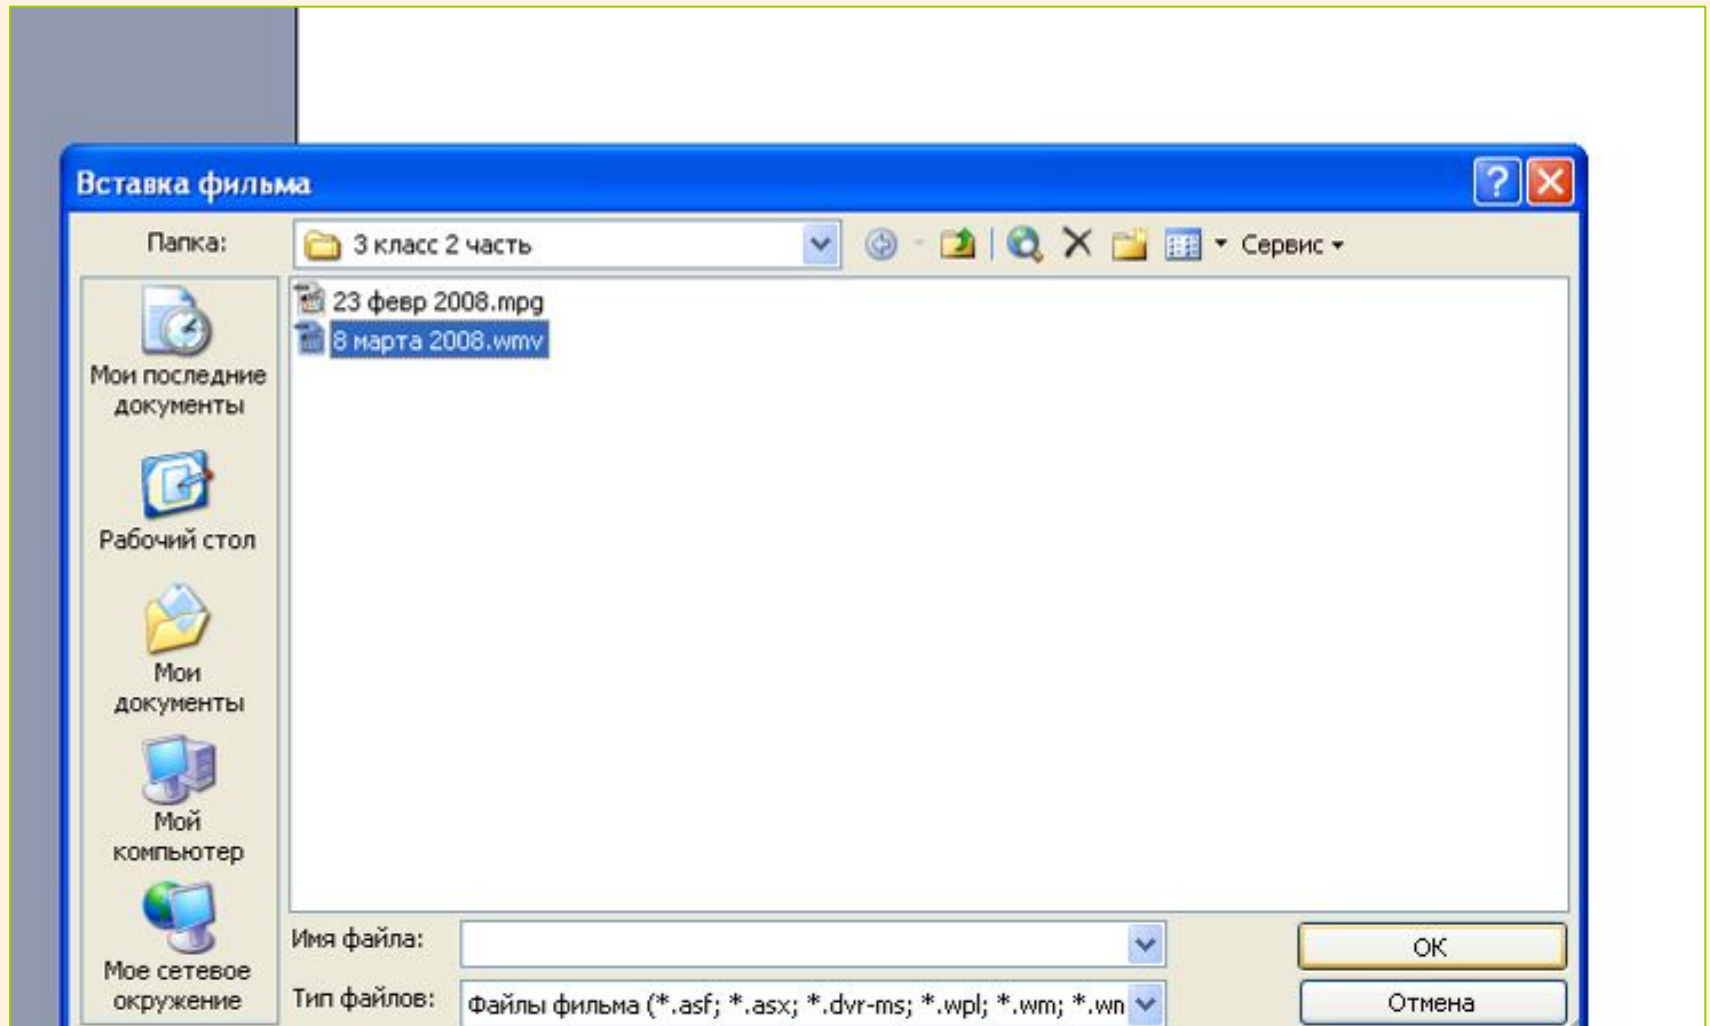 Вставка фильма
Папка:
3 класс 2 часть
Сервис
23 февр 2008.mpg
8 марта 2008.wmv
Мои последние
документы
Рабочий стол
Мои
документы
Мой
компьютер
Мое сетевое
окружение
Имя файла:
OK
Тип файлов:
Файлы фильма (*.asf; *.asx; *.dvr-ms; *.wpl; *.wm; *.wm
Отмена